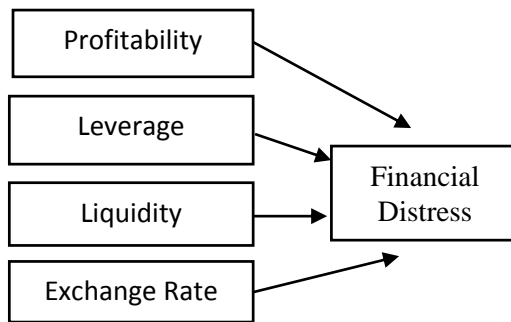 Profitability
Leverage
Liquidity
Exchange Rate
Financial
Distress